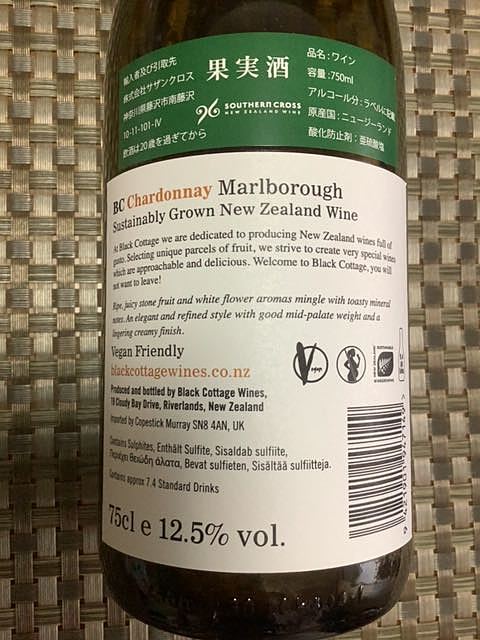 果実酒
輸入者及び引取先
株式会社サザンクロス
神奈川県藤沢市南藤沢
10-11-101-Ⅳ
飲酒は20歳を過ぎてから
SOUTHERN CROSS
NEW ZEALAND WINE
品名:ワイン
容量:750ml
アルコール分:ラベルに記載
原産国:ニュージーランド
酸化防止剤:亜硫酸塩
BC Chardonnay Marlborough
Sustainably Grown New Zealand Wine
At Black Cottage we are dedicated to producing New Zealand wines full of
gusto. Selecting unique parcels of fruit, we strive to create very special wines
which are approachable and delicious. Welcome to Black Cottage, you will
not want to leave!
Ripe, juicy stone fruit and white flower aromas mingle with toasty mineral
notes. An elegant and refined style with good mid-palate weight and a
lingering creamy finish.
Vegan Friendly
blackcottagewines.co.nz
Produced and bottled by Black Cottage Wines,
19 Cloudy Bay Drive, Riverlands, New Zealand
Imported by Copestick Murray SN8 4AN, UK
Contains Sulphites, Enthält Sulfite, Sisaldab sulfiite,
Περιέχει Θειώδη άλατα, Bevat sulfieten, Sisältää sulfiitteja.
Contains approx 7.4 Standard Drinks
75cl e 12.5% vol.